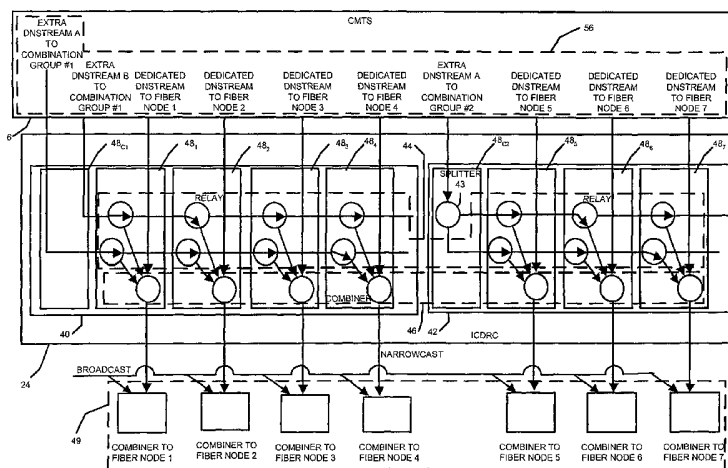 CMTS
56
EXTRA
DNSTREAM A
TO
COMBINATION
GROUP #1
EXTRA
DNSTREAM B
TO
COMBINATION
GROUP #1
DEDICATED
DNSTREAM
TO FIBER
NODE 1
DEDICATED
DNSTREAM
TO FIBER
NODE 2
DEDICATED
DNSTREAM
TO FIBER
NODE 3
DEDICATED
DNSTREAM
TO FIBER
NODE 4
EXTRA
DNSTREAM A
TO
COMBINATION
GROUP #2
DEDICATED
DNSTREAM
TO FIBER
NODE 5
DEDICATED
DNSTREAM
TO FIBER
NODE 6
DEDICATED
DNSTREAM
TO FIBER
NODE 7
6
48C1
481
482
483
484
44
48C2
485
486
487
SPLITTER
43
RELAY
RELAY
COMBINER
40
46
42
24
ICDRC
NARROWCAST
BROADCAST
49
COMBINER TO
FIBER NODE 1
COMBINER TO
FIBER NODE 2
COMBINER TO
FIBER NODE 3
COMBINER TO
FIBER NODE 4
COMBINER TO
FIBER NODE 5
COMBINER TO
FIBER NODE 6
COMBINER TO
FIBER NODE 7